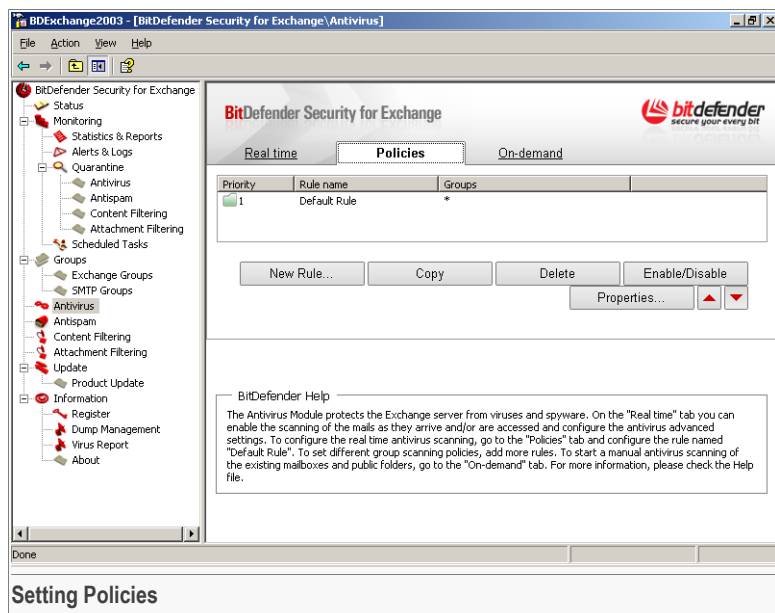 BDExchange2003 - [BitDefender Security for Exchange\Antivirus]
File Action View Help
BitDefender Security for Exchange
Status
Monitoring
Statistics & Reports
Alerts & Logs
Quarantine
Antivirus
Antispam
Content Filtering
Attachment Filtering
Scheduled Tasks
Groups
Exchange Groups
SMTP Groups
Antivirus
Antispam
Content Filtering
Attachment Filtering
Update
Product Update
Information
Register
Dump Management
Virus Report
About
BitDefender Security for Exchange
bitdefender
secure your every bit
Real time Policies On-demand
Priority Rule name Groups
1 Default Rule *
New Rule... Copy Delete Enable/Disable
Properties...
BitDefender Help
The Antivirus Module protects the Exchange server from viruses and spyware. On the "Real time" tab you can
enable the scanning of the mails as they arrive and/or are accessed and configure the antivirus advanced
settings. To configure the real time antivirus scanning, go to the "Policies" tab and configure the rule named
"Default Rule". To set different group scanning policies, add more rules. To start a manual antivirus scanning of
the existing mailboxes and public folders, go to the "On-demand" tab. For more information, please check the Help
file.
Done
Setting Policies